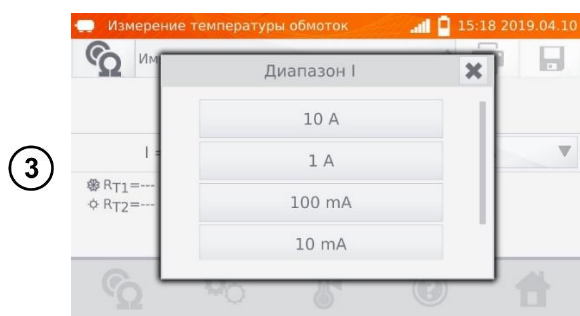 Измерение температуры обмоток 15:18 2019.04.10
Им
Диапазон I
10 A
3
I =
1 A
❄ RT1=---
☼ RT2=---
100 mA
10 mA